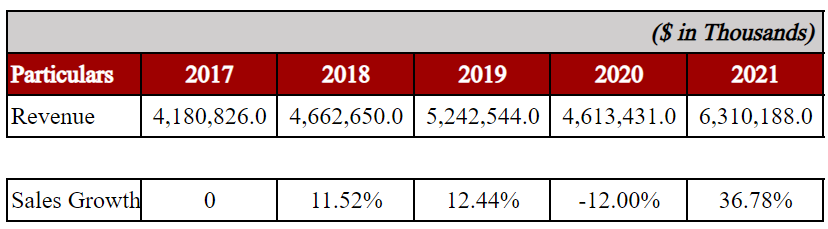 ($ in Thousands)
Particulars 2017 2018 2019 2020 2021
Revenue 4,180,826.0 4,662,650.0 5,242,544.0 4,613,431.0 6,310,188.0
Sales Growth 0 11.52% 12.44% -12.00% 36.78%